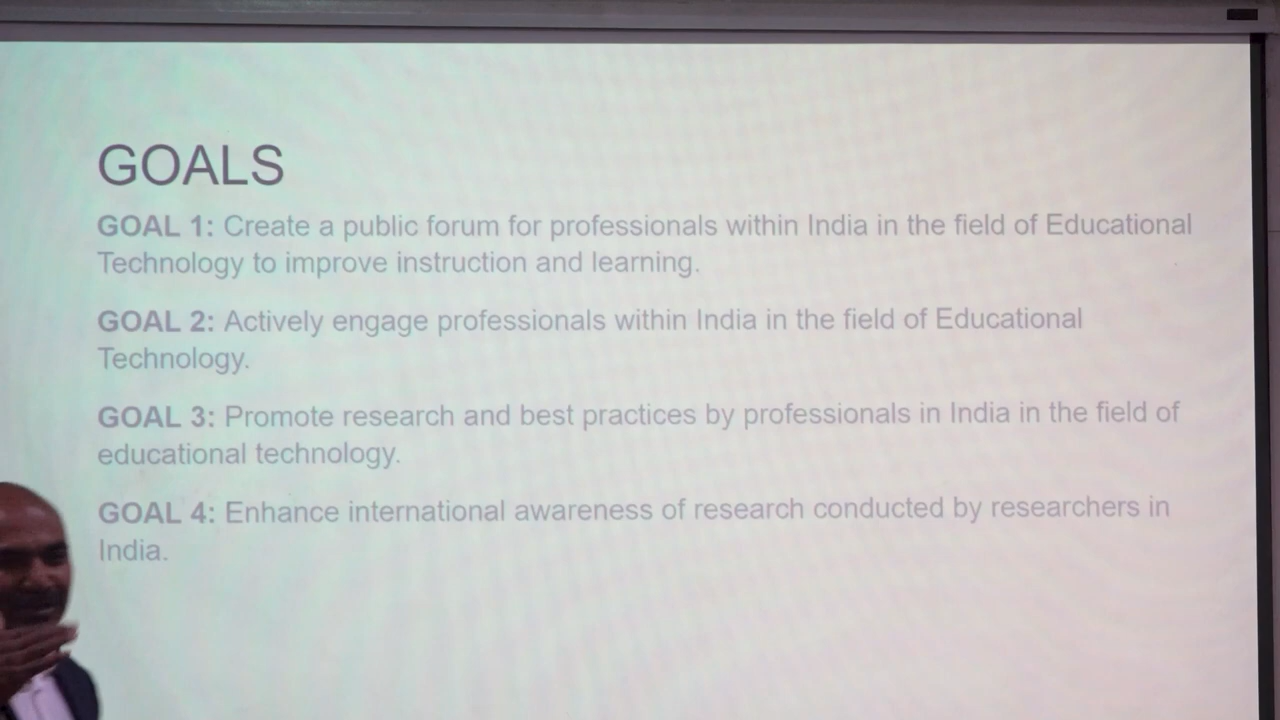 GOALS
GOAL 1: Create a public forum for professionals within India in the field of Educational
Technology to improve instruction and learning.
GOAL 2: Actively engage professionals within India in the field of Educational
Technology.
GOAL 3: Promote research and best practices by professionals in India in the field of
educational technology.
GOAL 4: Enhance international awareness of research conducted by researchers in
India.